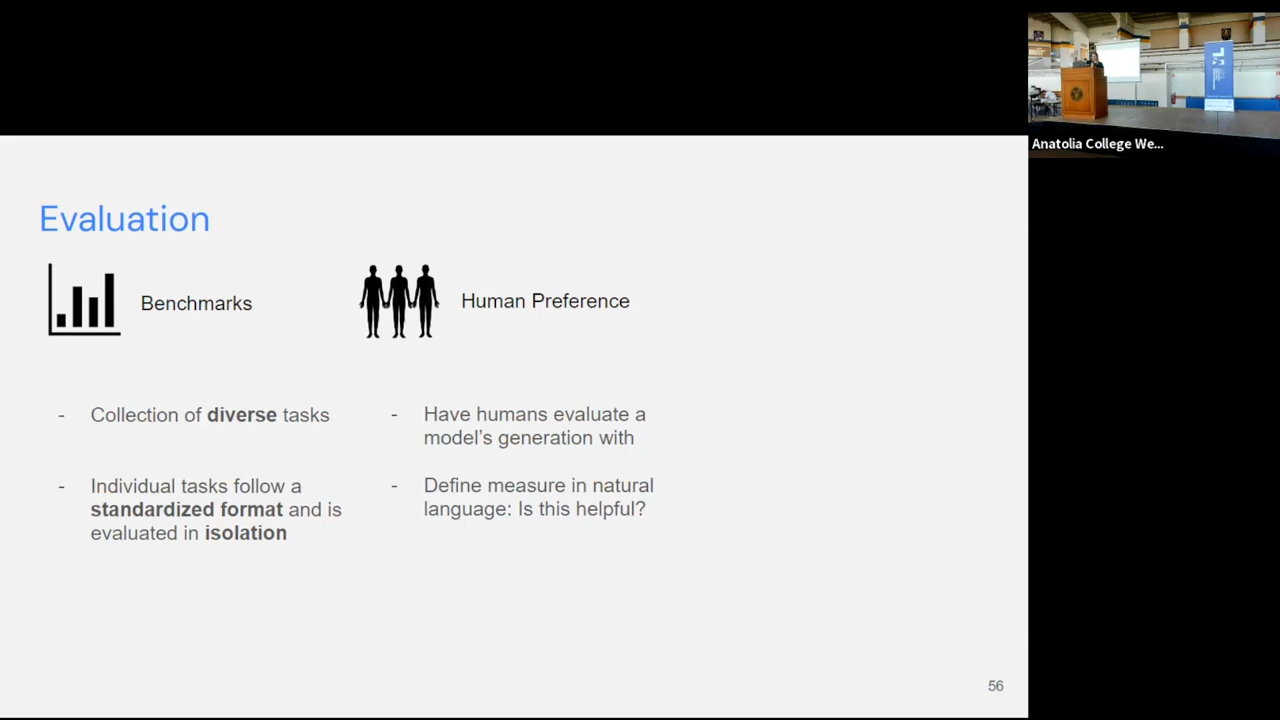 Evaluation
Benchmarks
- Collection of diverse tasks
- Individual tasks follow a
standardized format and is
evaluated in isolation
Human Preference
- Have humans evaluate a
model's generation with
- Define measure in natural
language: Is this helpful?
56
Anatolia College We...